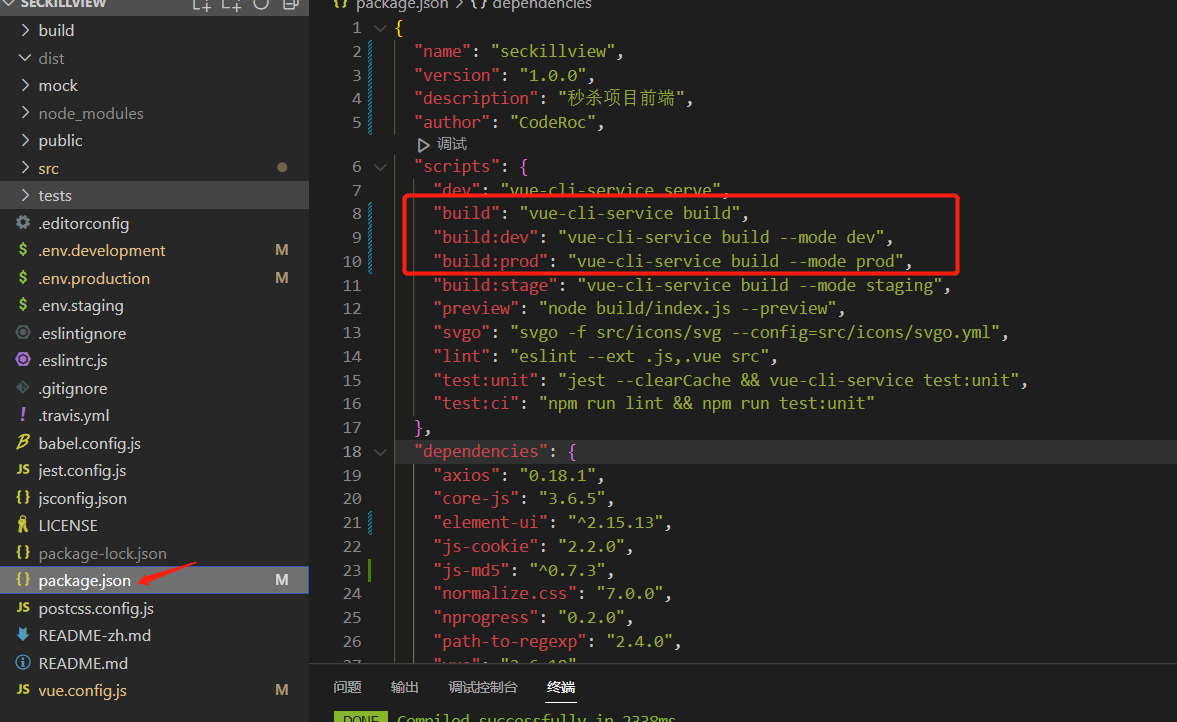 SECKILLVIEW
build
dist
mock
node_modules
public
src
tests
.editorconfig
.env.development M
.env.production M
.env.staging
.eslintignore
.eslintrc.js
.gitignore
.travis.yml
babel.config.js
jest.config.js
jsconfig.json
LICENSE
package-lock.json
package.json M
postcss.config.js
README-zh.md
README.md
vue.config.js M
package.json > {} dependencies
1 {
2 "name": "seckillview",
3 "version": "1.0.0",
4 "description": "秒杀项目前端",
5 "author": "CodeRoc",
调试
6 "scripts": {
7 "dev": "vue-cli-service serve",
8 "build": "vue-cli-service build",
9 "build:dev": "vue-cli-service build --mode dev",
10 "build:prod": "vue-cli-service build --mode prod",
11 "build:stage": "vue-cli-service build --mode staging",
12 "preview": "node build/index.js --preview",
13 "svgo": "svgo -f src/icons/svg --config=src/icons/svgo.yml",
14 "lint": "eslint --ext .js,.vue src",
15 "test:unit": "jest --clearCache && vue-cli-service test:unit",
16 "test:ci": "npm run lint && npm run test:unit"
17 },
18 "dependencies": {
19 "axios": "0.18.1",
20 "core-js": "3.6.5",
21 "element-ui": "^2.15.13",
22 "js-cookie": "2.2.0",
23 "js-md5": "^0.7.3",
24 "normalize.css": "7.0.0",
25 "nprogress": "0.2.0",
26 "path-to-regexp": "2.4.0",
27 "vue": "2.6.10"
问题 输出 调试控制台 终端
DONE Compiled successfully in 2338ms